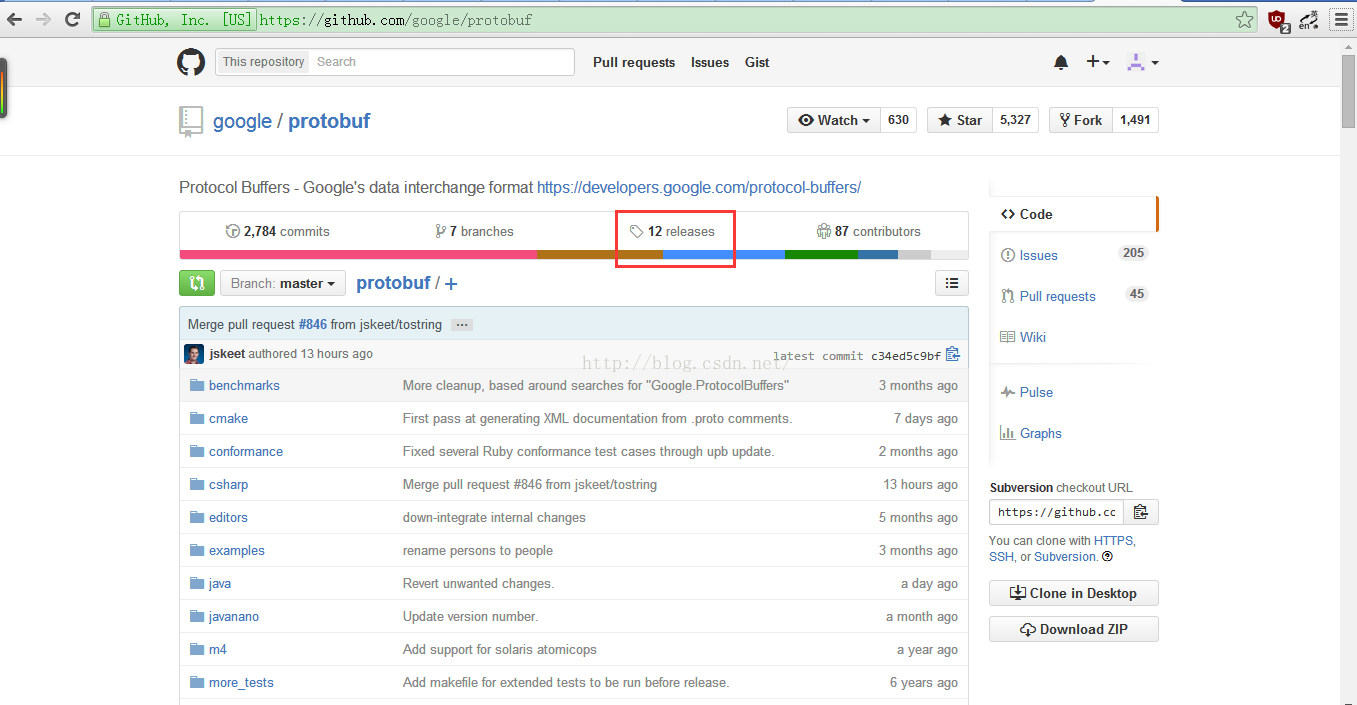 GitHub, Inc. [US] https://github.com/google/protobuf
This repository Search Pull requests Issues Gist
google / protobuf Watch 630 Star 5,327 Fork 1,491
Protocol Buffers - Google's data interchange format https://developers.google.com/protocol-buffers/
2,784 commits 7 branches 12 releases 87 contributors
Branch: master protobuf / +
Merge pull request #846 from jskeet/tostring ...
jskeet authored 13 hours ago latest commit c34ed5c9bf
http://blog.csdn.net/
benchmarks More cleanup, based around searches for "Google.ProtocolBuffers" 3 months ago
cmake First pass at generating XML documentation from .proto comments. 7 days ago
conformance Fixed several Ruby conformance test cases through upb update. 2 months ago
csharp Merge pull request #846 from jskeet/tostring 13 hours ago
editors down-integrate internal changes 5 months ago
examples rename persons to people 3 months ago
java Revert unwanted changes. a day ago
javanano Update version number. a month ago
m4 Add support for solaris atomicops a year ago
more_tests Add makefile for extended tests to be run before release. 6 years ago
Code
Issues 205
Pull requests 45
Wiki
Pulse
Graphs
Subversion checkout URL
https://github.cc
You can clone with HTTPS,
SSH, or Subversion.
Clone in Desktop
Download ZIP